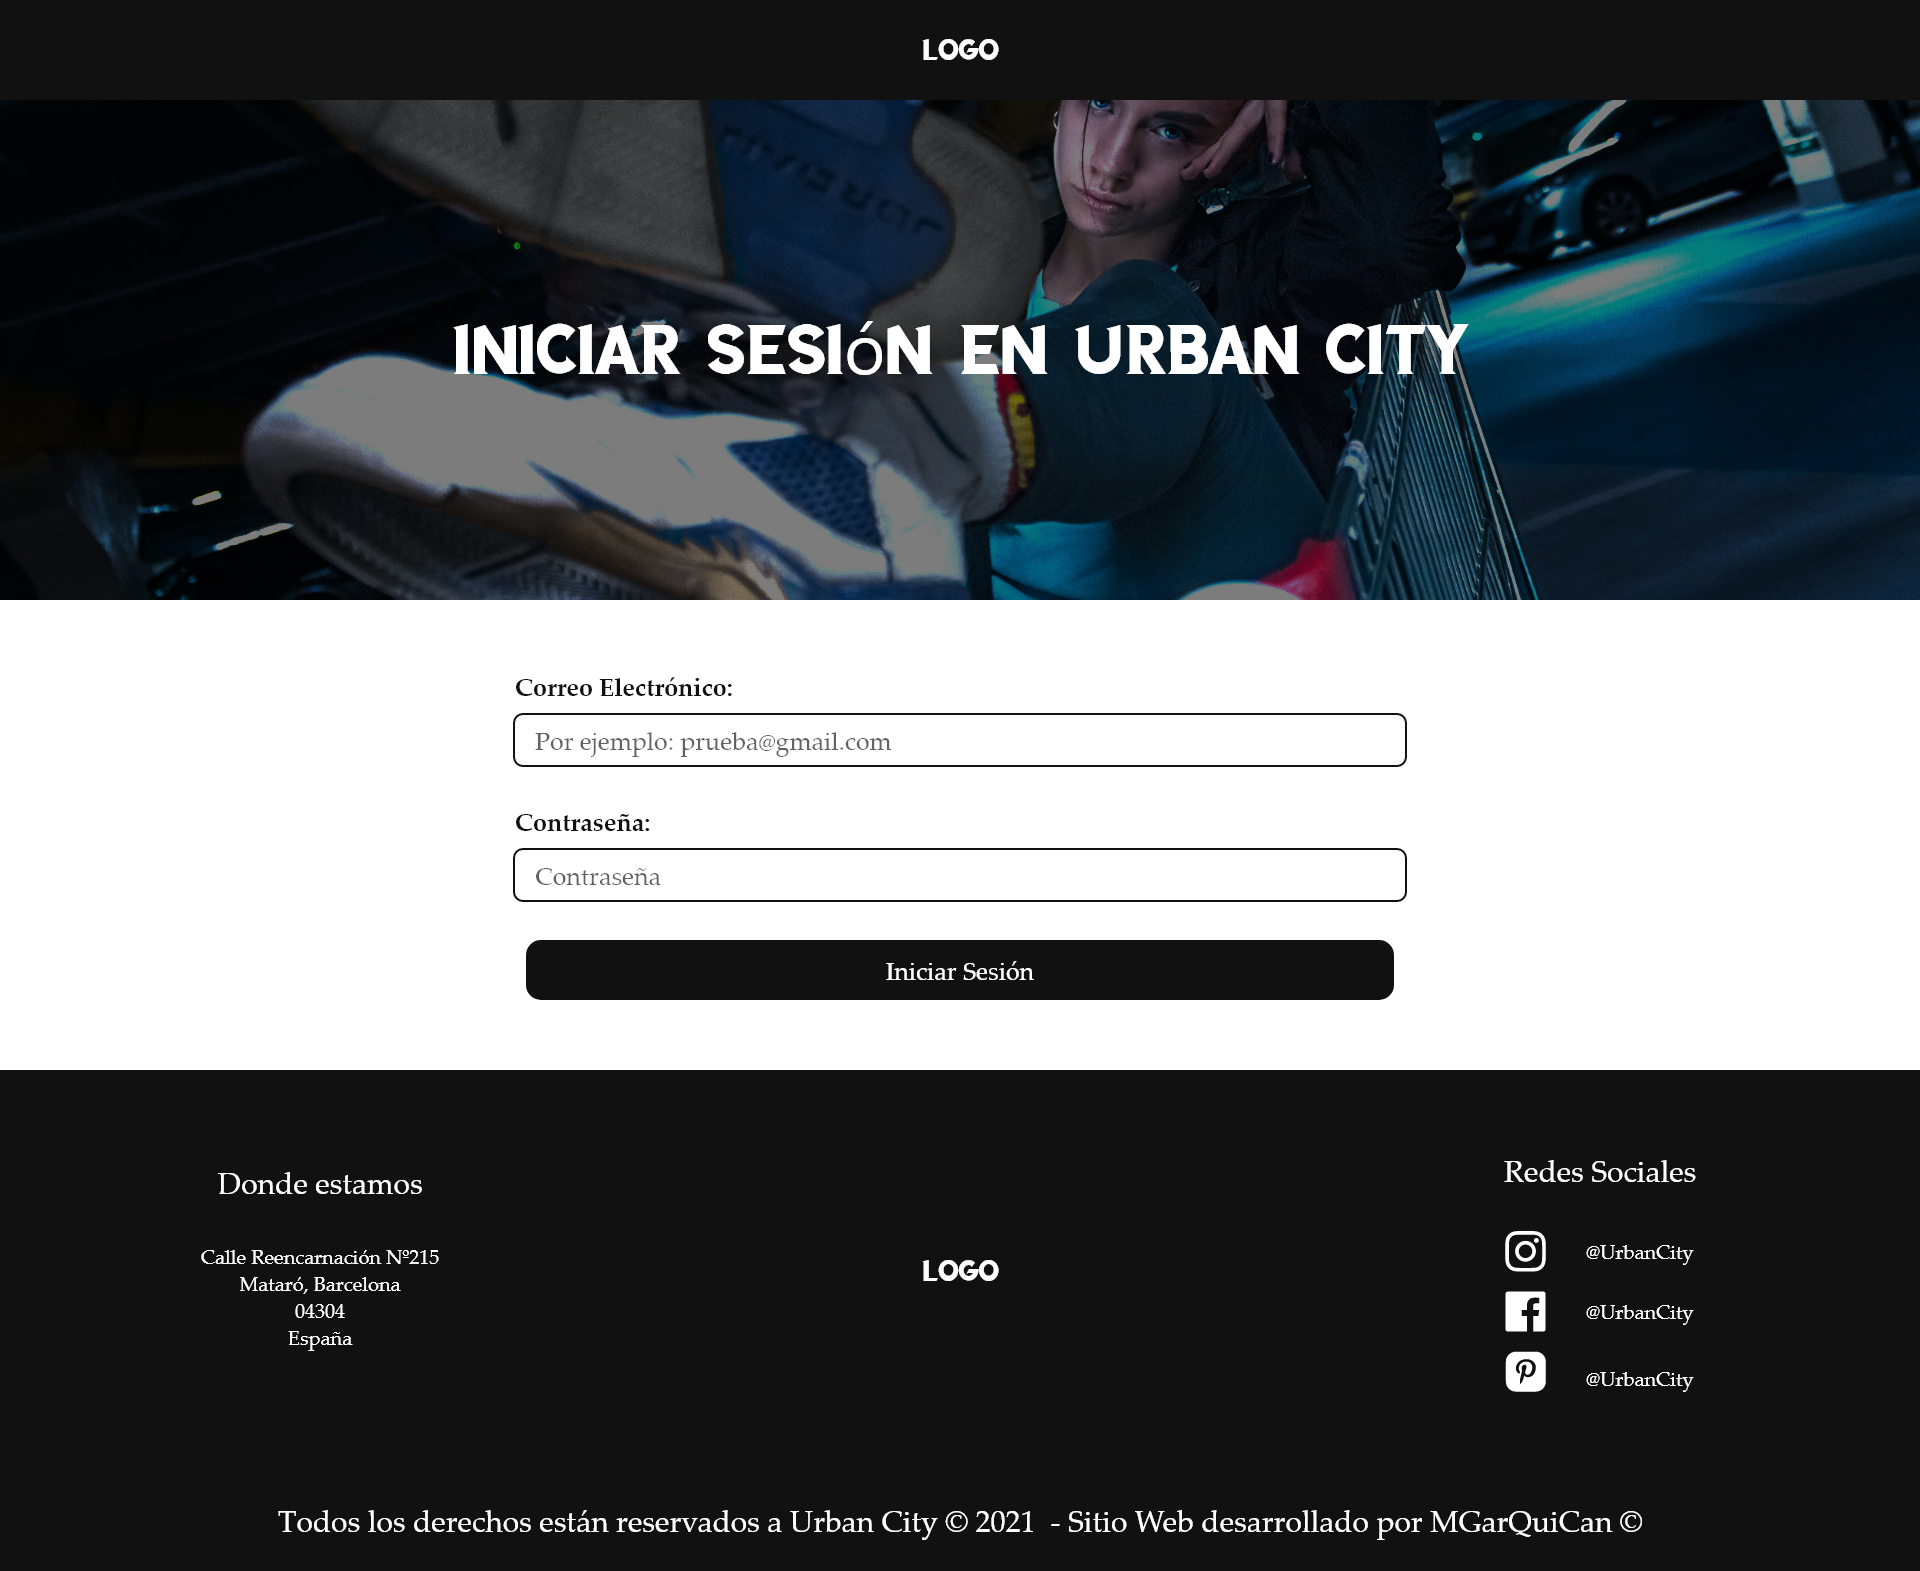 LOGO
INICIAR SESIóN EN URBAN CITY
Correo Electrónico:
Por ejemplo: prueba@gmail.com
Contraseña:
Contraseña
Iniciar Sesión
Donde estamos
Calle Reencarnación Nº215
Mataró, Barcelona
04304
España
LOGO
Redes Sociales
@UrbanCity
@UrbanCity
@UrbanCity
Todos los derechos están reservados a Urban City © 2021 - Sitio Web desarrollado por MGarQuiCan ©